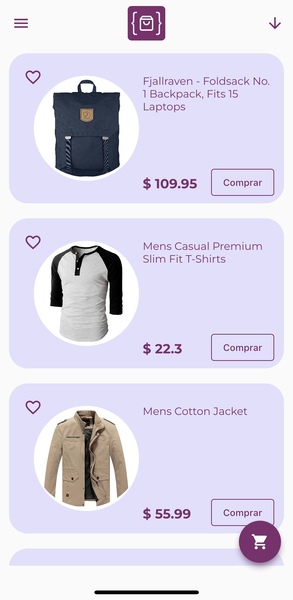 Fjallraven - Foldsack No.
1 Backpack, Fits 15
Laptops
$ 109.95
Comprar
Mens Casual Premium
Slim Fit T-Shirts
$ 22.3
Comprar
Mens Cotton Jacket
$ 55.99
Comprar